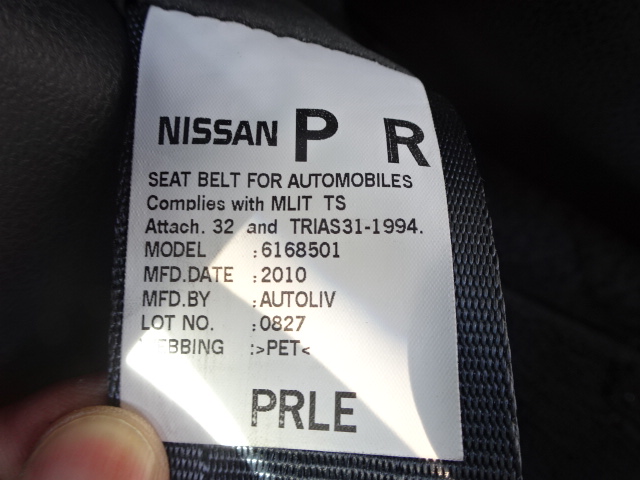 NISSAN P R
SEAT BELT FOR AUTOMOBILES
Complies with MLIT TS
Attach. 32 and TRIAS31-1994.
MODEL :6168501
MFD.DATE :2010
MFD.BY :AUTOLIV
LOT NO. :0827
WEBBING :>PET<
PRLE